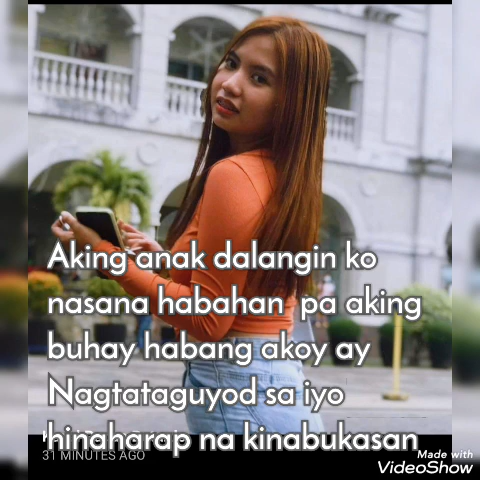 Aking anak dalangin ko
nasana habahan pa aking
buhay habang akoy ay
Nagtataguyod sa iyo
hinaharap na kinabukasan
31 MINUTES AGO
Made with
VideoShow